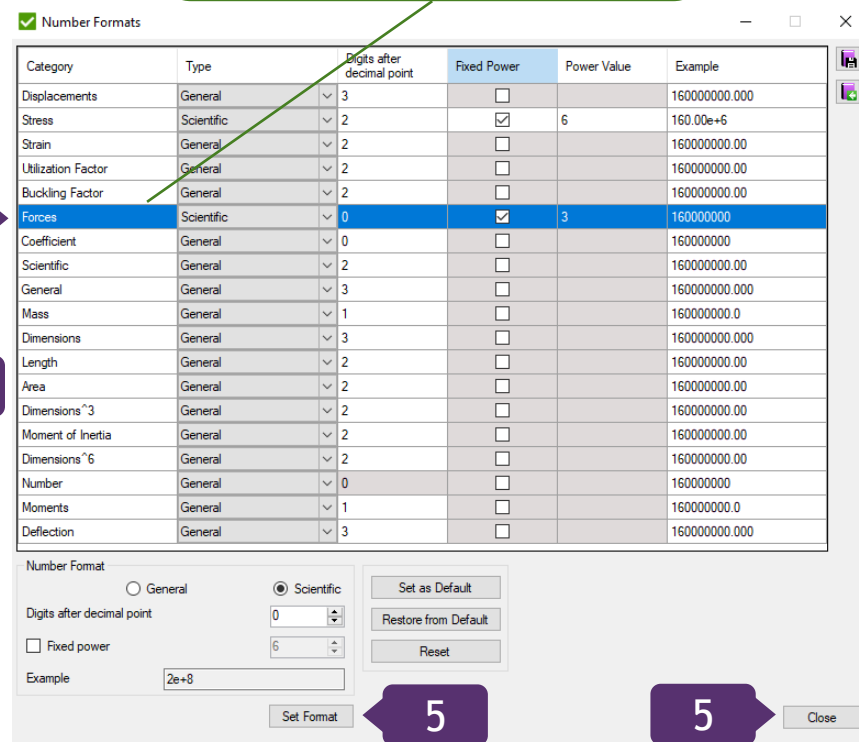 Number Formats
Category Type Digits after decimal point Fixed Power Power Value Example
Displacements General 3 160000000.000
Stress Scientific 2 6 160.00e+6
Strain General 2 160000000.00
Utilization Factor General 2 160000000.00
Buckling Factor General 2 160000000.00
Forces Scientific 0 3 160000000
Coefficient General 0 160000000
Scientific General 2 160000000.00
General General 3 160000000.000
Mass General 1 160000000.0
Dimensions General 3 160000000.000
Length General 2 160000000.00
Area General 2 160000000.00
Dimensions^3 General 2 160000000.00
Moment of Inertia General 2 160000000.00
Dimensions^6 General 2 160000000.00
Number General 0 160000000
Moments General 1 160000000.0
Deflection General 3 160000000.000
Number Format
General Scientific Set as Default
Digits after decimal point 0 Restore from Default
Fixed power 6 Reset
Example 2e+8
Set Format 5 5 Close